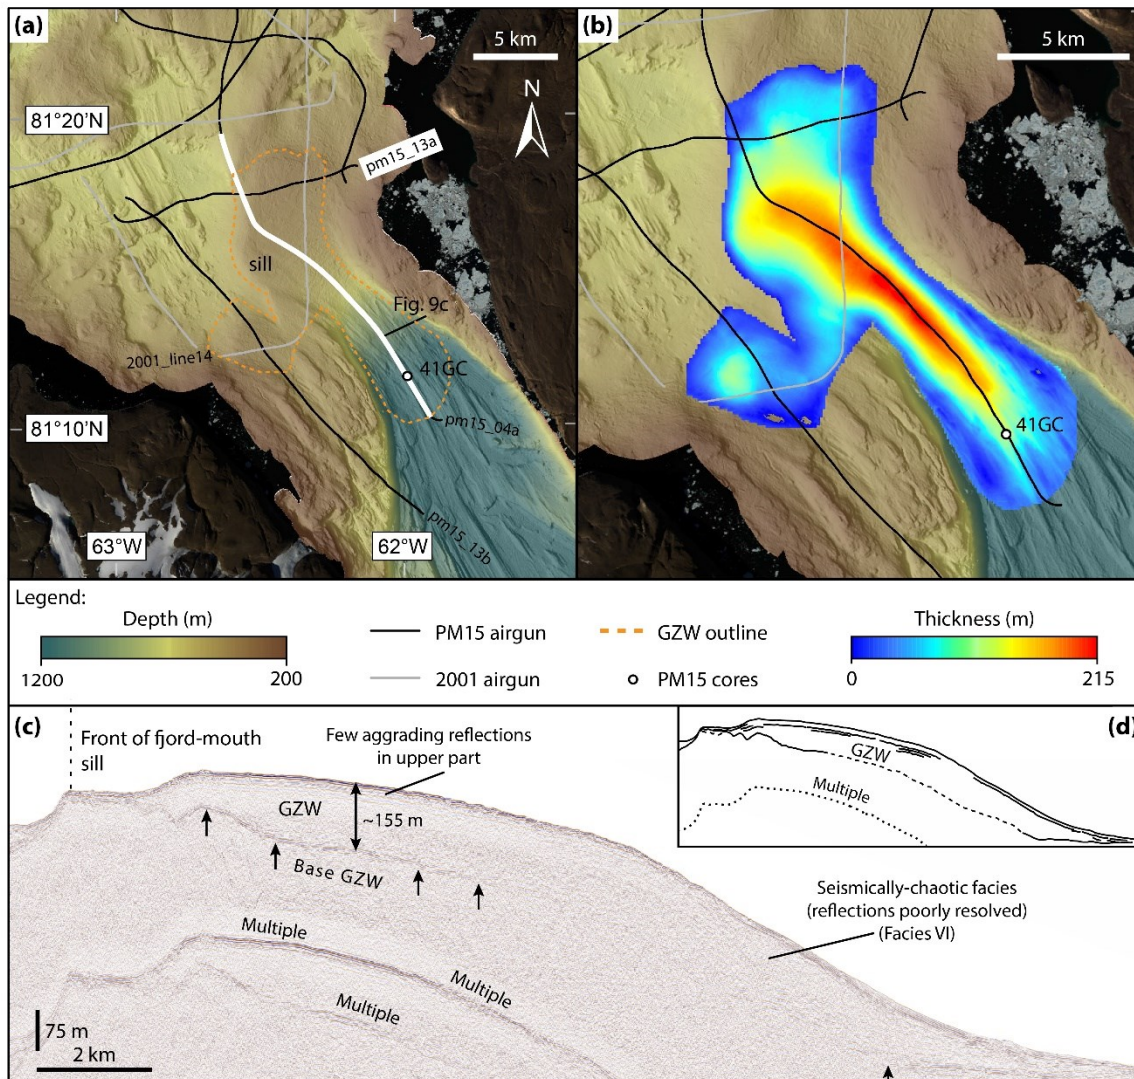 (a)
5 km
N
81°20’N
pm15_13a
sill
Fig. 9c
2001_line14
41GC
81°10’N
pm15_04a
pm15_13b
63°W
62°W
(b)
5 km
41GC
Legend:
Depth (m)
1200
200
PM15 airgun
2001 airgun
GZW outline
PM15 cores
Thickness (m)
0
215
(c)
Front of fjord-mouth
sill
Few aggrading reflections
in upper part
GZW
~155 m
Base GZW
Multiple
Multiple
Multiple
Seismically-chaotic facies
(reflections poorly resolved)
(Facies VI)
75 m
2 km
(d)
GZW
Multiple